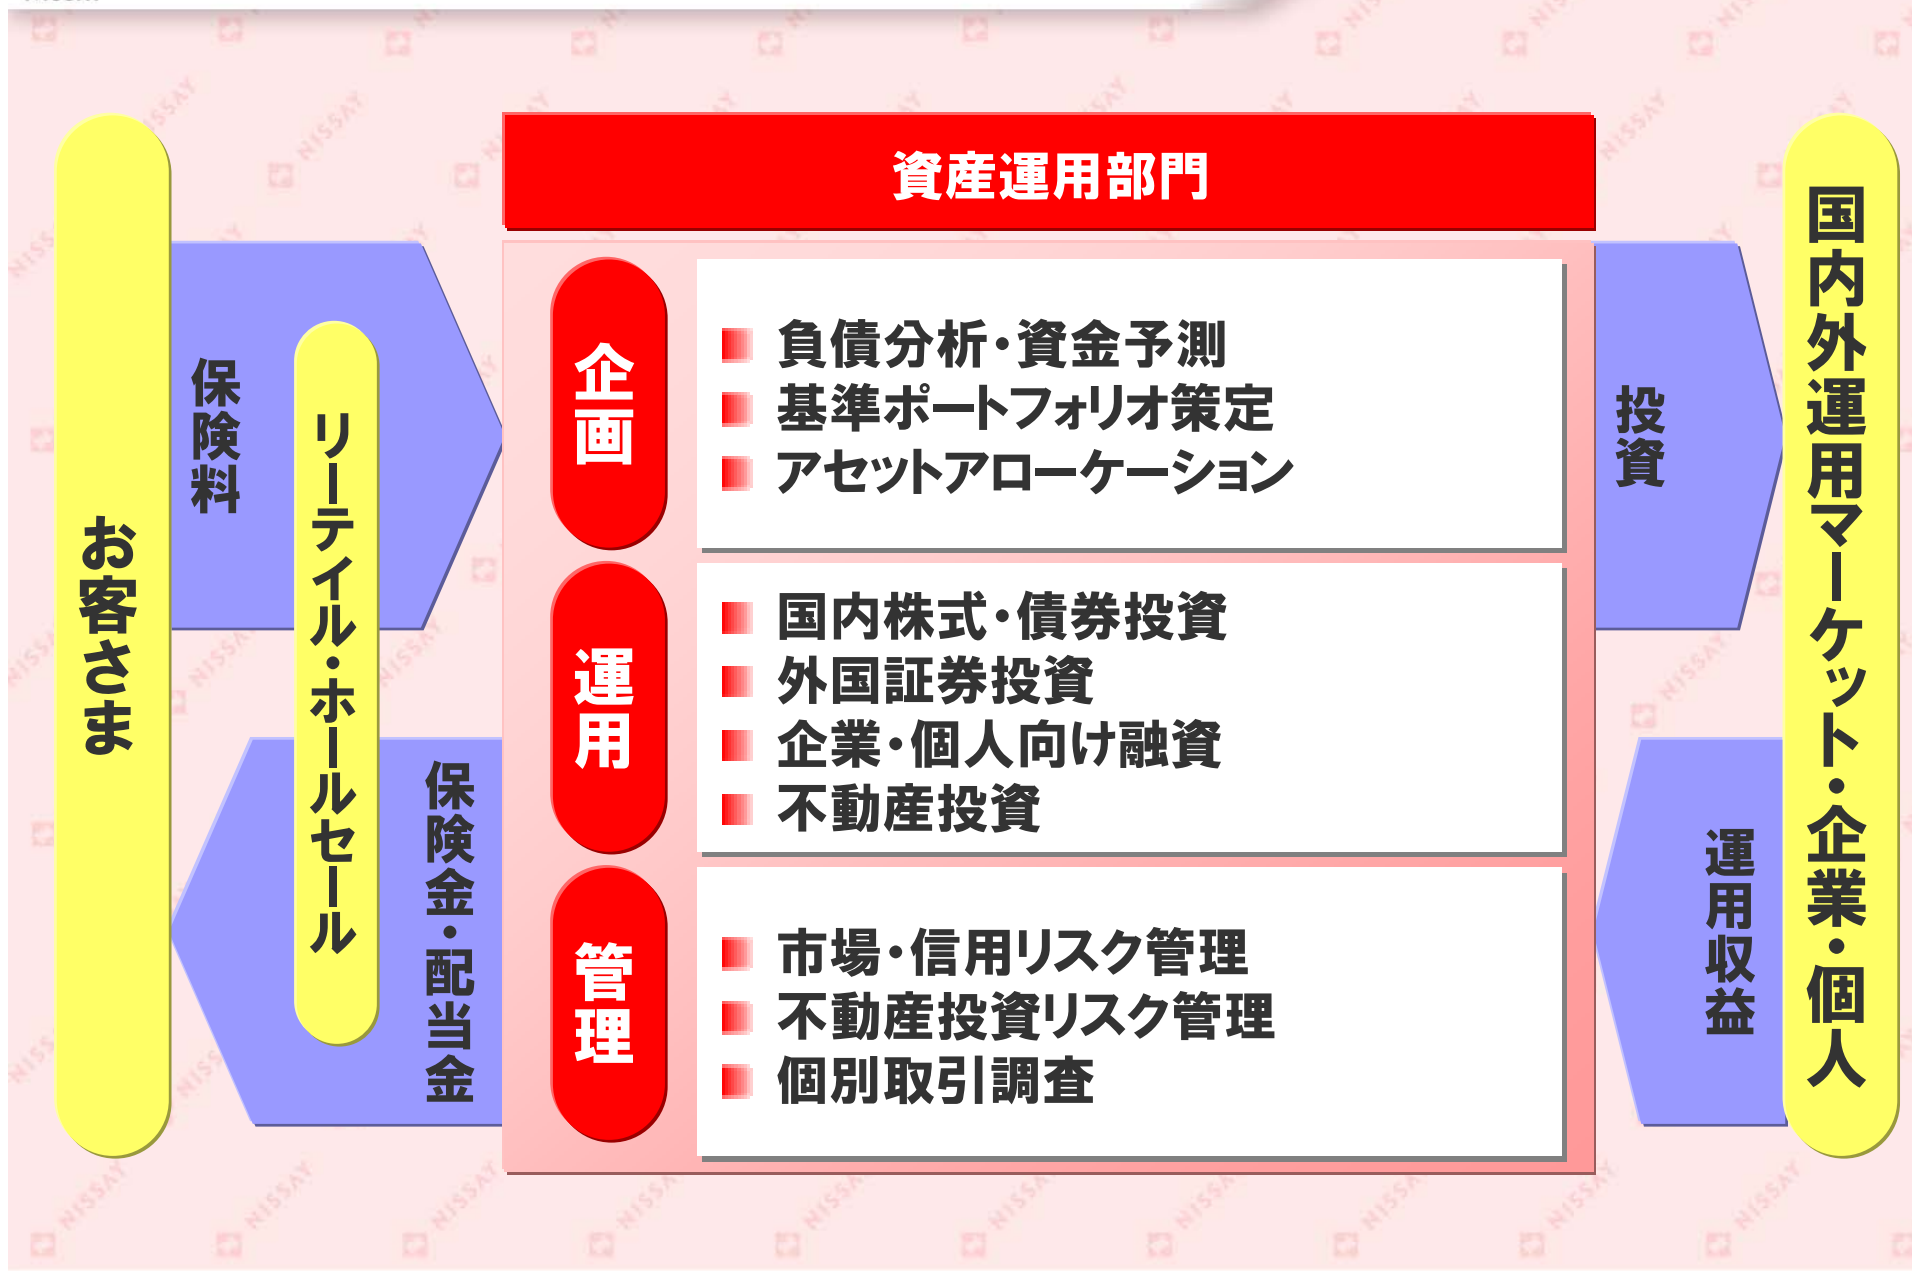 資産運用部門
お客さま
保険料
リーテイル・ホールセール
保険金・配当金
企画
負債分析・資金予測
基準ポートフォリオ策定
アセットアローケーション
運用
国内株式・債券投資
外国証券投資
企業・個人向け融資
不動産投資
管理
市場・信用リスク管理
不動産投資リスク管理
個別取引調査
投資
運用収益
国内外運用マーケット・企業・個人
NISSAY